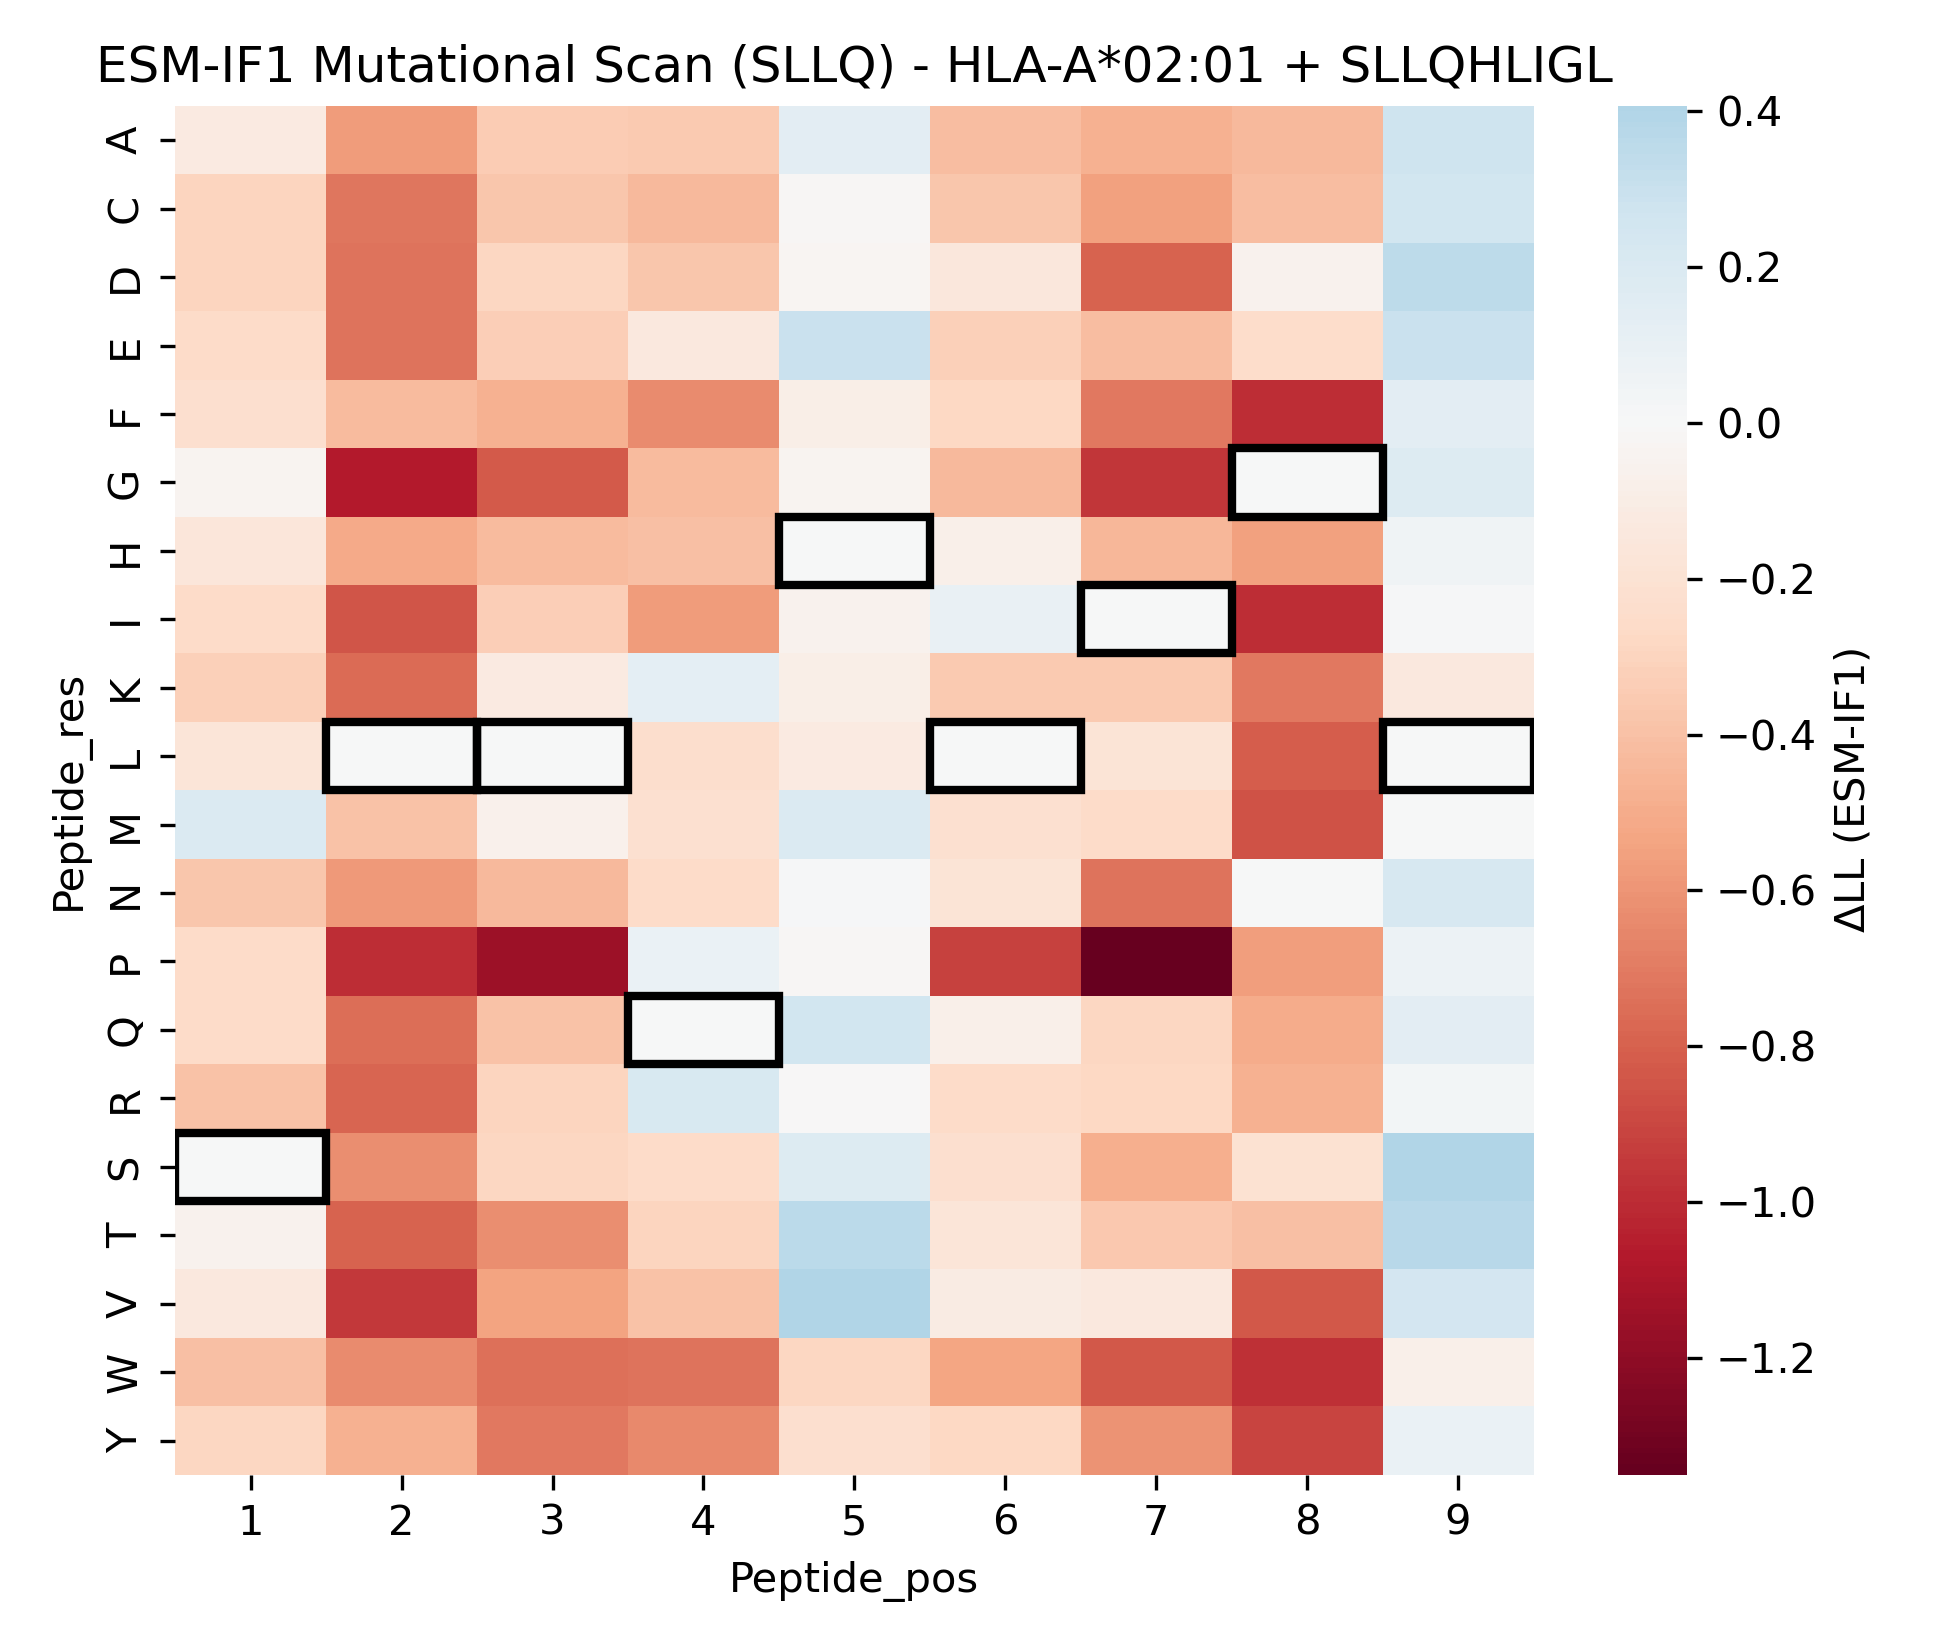 ESM-IF1 Mutational Scan (SLLQ) - HLA-A*02:01 + SLLQHLIGL
Peptide_res
A
C
D
E
F
G
H
I
K
L
M
N
P
Q
R
S
T
V
W
Y
1 2 3 4 5 6 7 8 9
Peptide_pos
0.4
0.2
0.0
−0.2
−0.4
−0.6
−0.8
−1.0
−1.2
ΔLL (ESM-IF1)